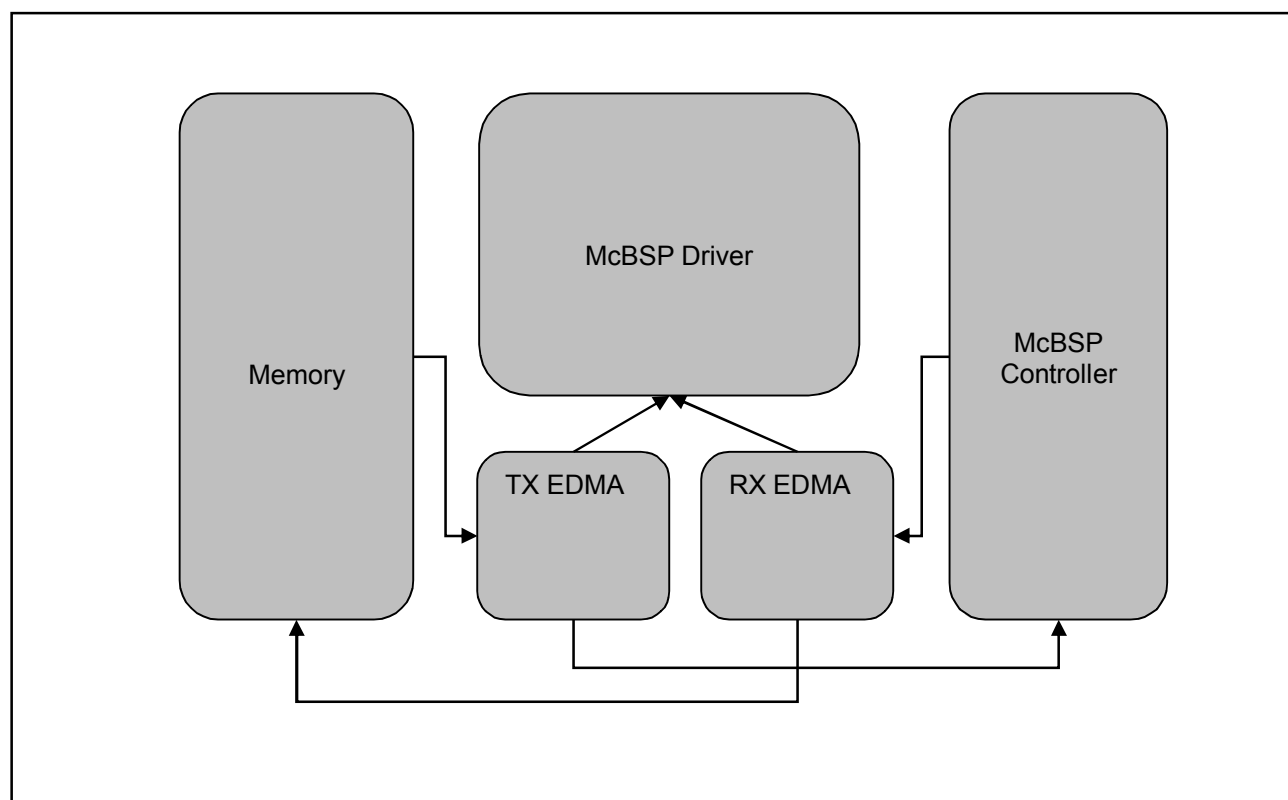 McBSP Driver
Memory
McBSP
Controller
TX EDMA
RX EDMA